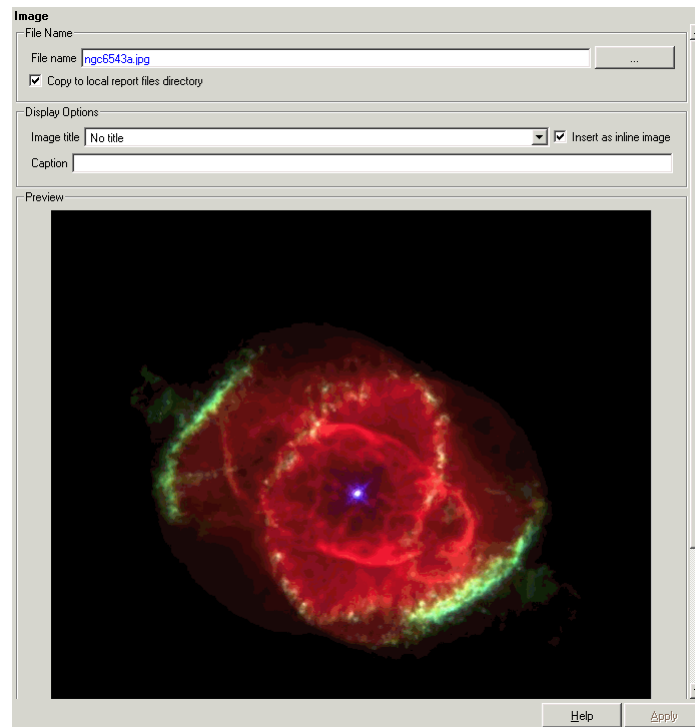 Image
File Name
File name ngc6543a.jpg ...
Copy to local report files directory
Display Options
Image title No title Insert as inline image
Caption
Preview
Help Apply